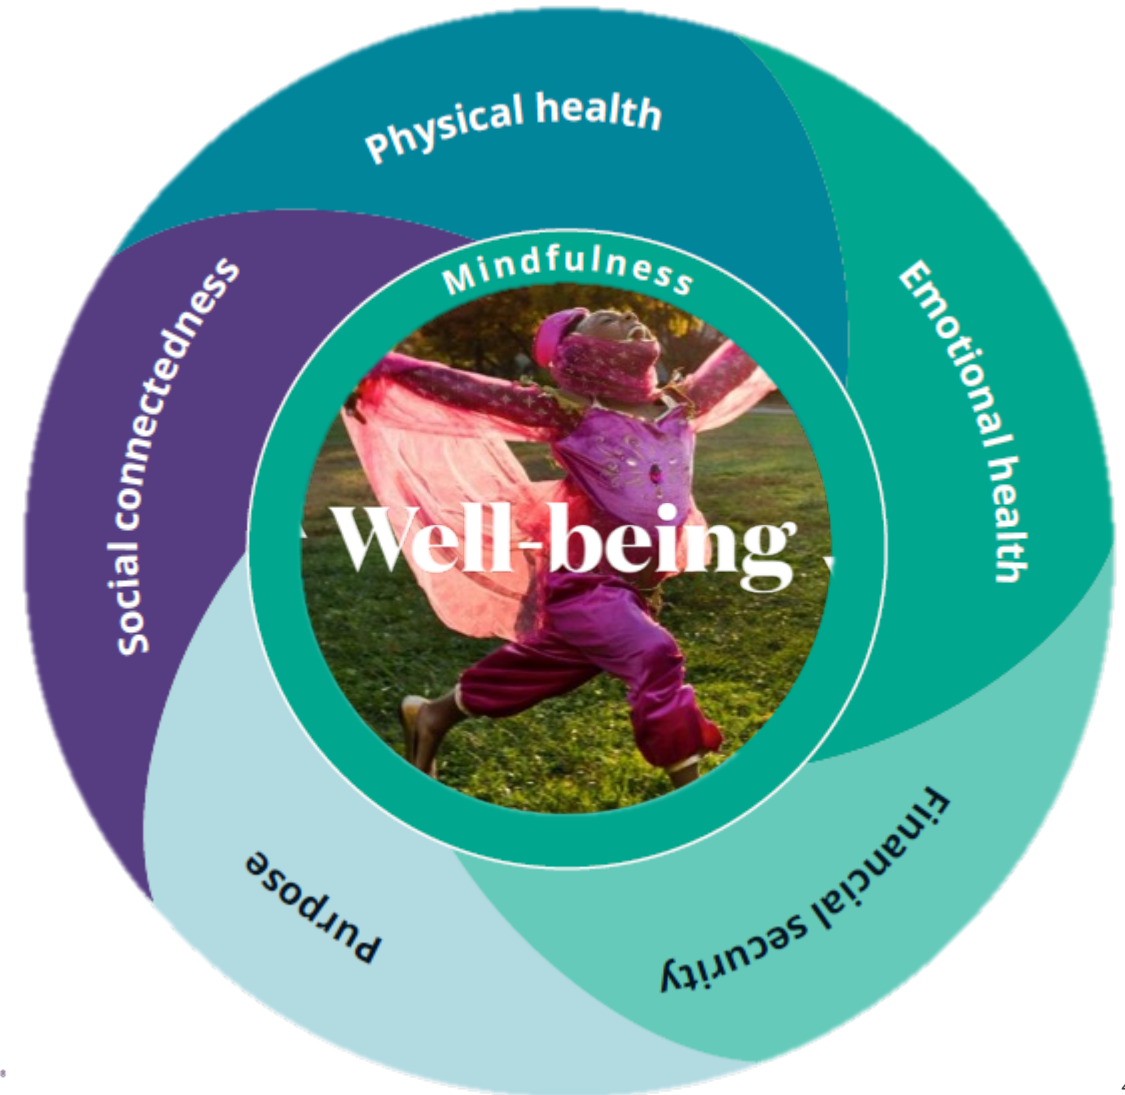 Physical health
Emotional health
Financial security
Purpose
Social connectedness
Mindfulness
Well-being